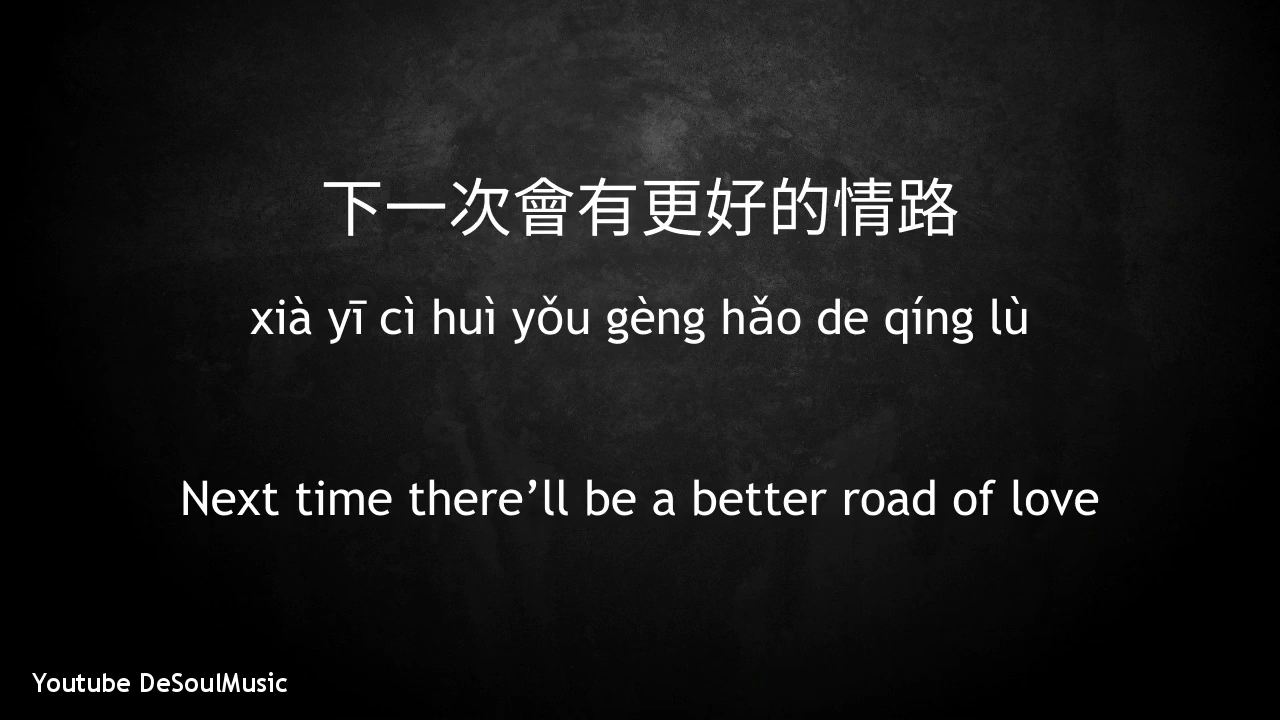 下一次會有更好的情路
xià yī cì huì yǒu gèng hǎo de qíng lù
Next time there’ll be a better road of love
Youtube DeSoulMusic